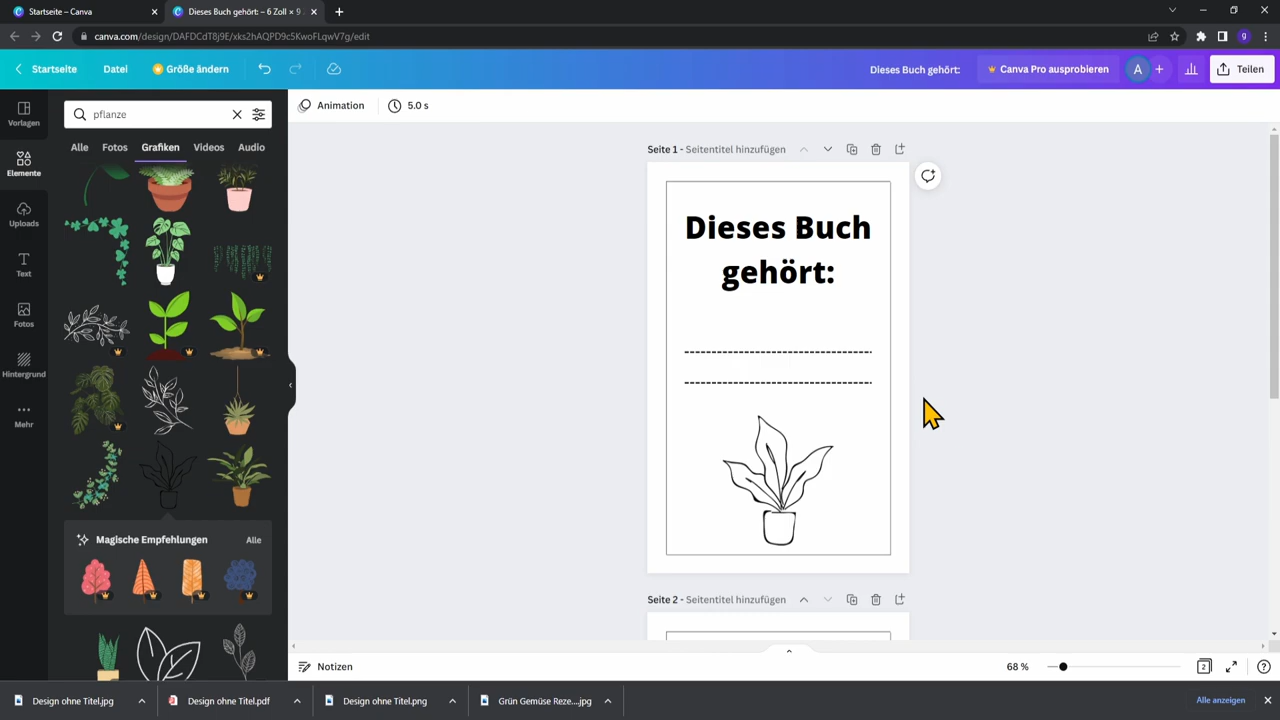 Startseite – Canva
Dieses Buch gehört: – 6 Zoll × 9
canva.com/design/DAFDCdT8j9E/xks2hAQPD9c5KwoFLqwV7g/edit
g
Startseite
Datei
Größe ändern
Dieses Buch gehört:
Canva Pro ausprobieren
A
Teilen
Vorlagen
Elemente
Uploads
Text
Fotos
Hintergrund
Mehr
pflanze
Alle
Fotos
Grafiken
Videos
Audio
Magische Empfehlungen
Alle
Animation
5.0 s
Seite 1 - Seitentitel hinzufügen
Dieses Buch
gehört:
Seite 2 - Seitentitel hinzufügen
Notizen
68 %
2
Design ohne Titel.jpg
Design ohne Titel.pdf
Design ohne Titel.png
Grün Gemüse Reze....jpg
Alle anzeigen